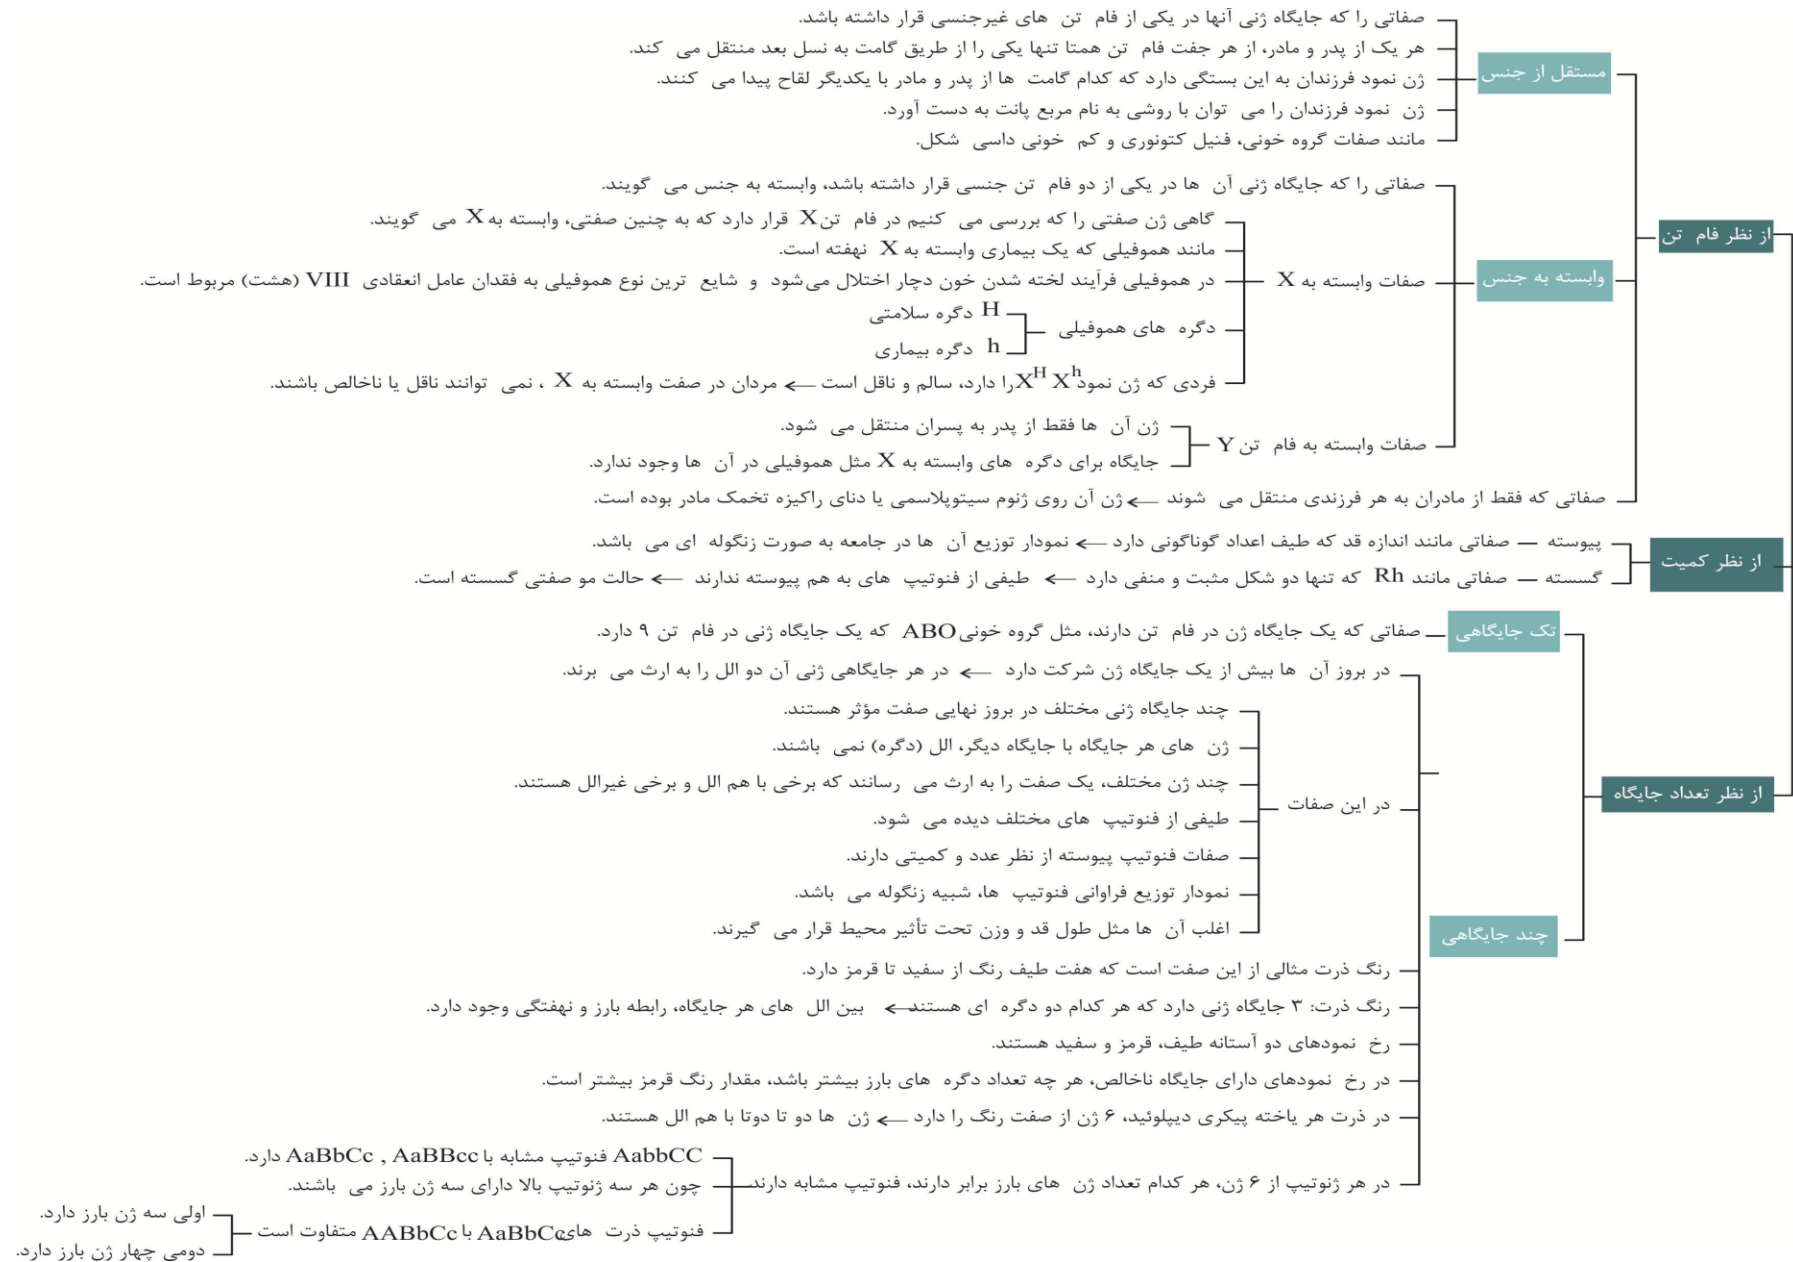 صفاتی را که جایگاه ژنی آنها در یکی از فام تن های غیرجنسی قرار داشته باشد.
هر یک از پدر و مادر، از هر جفت فام تن همتا تنها یکی را از طریق گامت به نسل بعد منتقل می کند.
مستقل از جنس
ژن نمود فرزندان به این بستگی دارد که کدام گامت ها از پدر و مادر با یکدیگر لقاح پیدا می کنند.
ژن نمود فرزندان را می توان با روشی به نام مربع پانت به دست آورد.
مانند صفات گروه خونی، فنیل کتونوری و کم خونی داسی شکل.
صفاتی را که جایگاه ژنی آن ها در یکی از دو فام تن جنسی قرار داشته باشد، وابسته به جنس می گویند.
گاهی ژن صفتی را که بررسی می کنیم در فام تن X قرار دارد که به چنین صفتی، وابسته به X می گویند.
از نظر فام تن
مانند هموفیلی که یک بیماری وابسته به X نهفته است.
وابسته به جنس
صفات وابسته به X
در هموفیلی فرآیند لخته شدن خون دچار اختلال می‌شود و شایع ترین نوع هموفیلی به فقدان عامل انعقادی VIII (هشت) مربوط است.
H دگره سلامتی
دگره های هموفیلی
h دگره بیماری
فردی که ژن نمود X^H X^h را دارد، سالم و ناقل است ← مردان در صفت وابسته به X ، نمی توانند ناقل یا ناخالص باشند.
ژن آن ها فقط از پدر به پسران منتقل می شود.
صفات وابسته به فام تن Y
جایگاه برای دگره های وابسته به X مثل هموفیلی در آن ها وجود ندارد.
صفاتی که فقط از مادران به هر فرزندی منتقل می شوند ← ژن آن روی ژنوم سیتوپلاسمی یا دنای راکیزه تخمک مادر بوده است.
پیوسته — صفاتی مانند اندازه قد که طیف اعداد گوناگونی دارد ← نمودار توزیع آن ها در جامعه به صورت زنگوله ای می باشد.
از نظر کمیت
گسسته — صفاتی مانند Rh که تنها دو شکل مثبت و منفی دارد ← طیفی از فنوتیپ های به هم پیوسته ندارند ← حالت مو صفتی گسسته است.
تک جایگاهی
صفاتی که یک جایگاه ژن در فام تن دارند، مثل گروه خونی ABO که یک جایگاه ژنی در فام تن ۹ دارد.
در بروز آن ها بیش از یک جایگاه ژن شرکت دارد ← در هر جایگاهی ژنی آن دو الل را به ارث می برند.
چند جایگاه ژنی مختلف در بروز نهایی صفت مؤثر هستند.
ژن های هر جایگاه با جایگاه دیگر، الل (دگره) نمی باشند.
چند ژن مختلف، یک صفت را به ارث می رسانند که برخی با هم الل و برخی غیرالل هستند.
از نظر تعداد جایگاه
در این صفات
طیفی از فنوتیپ های مختلف دیده می شود.
صفات فنوتیپ پیوسته از نظر عدد و کمیتی دارند.
نمودار توزیع فراوانی فنوتیپ ها، شبیه زنگوله می باشد.
اغلب آن ها مثل طول قد و وزن تحت تأثیر محیط قرار می گیرند.
چند جایگاهی
رنگ ذرت مثالی از این صفت است که هفت طیف رنگ از سفید تا قرمز دارد.
رنگ ذرت: ۳ جایگاه ژنی دارد که هر کدام دو دگره ای هستند ← بین الل های هر جایگاه، رابطه بارز و نهفتگی وجود دارد.
رخ نمودهای دو آستانه طیف، قرمز و سفید هستند.
در رخ نمودهای دارای جایگاه ناخالص، هر چه تعداد دگره های بارز بیشتر باشد، مقدار رنگ قرمز بیشتر است.
در ذرت هر یاخته پیکری دیپلوئید، ۶ ژن از صفت رنگ را دارد ← ژن ها دو تا دوتا با هم الل هستند.
AabbCC فنوتیپ مشابه با AaBbCc , AaBBcc دارد.
در هر ژنوتیپ از ۶ ژن، هر کدام تعداد ژن های بارز برابر دارند، فنوتیپ مشابه دارند
چون هر سه ژنوتیپ بالا دارای سه ژن بارز می باشند.
فنوتیپ ذرت های AaBbCc با AABbCc متفاوت است
اولی سه ژن بارز دارد.
دومی چهار ژن بارز دارد.